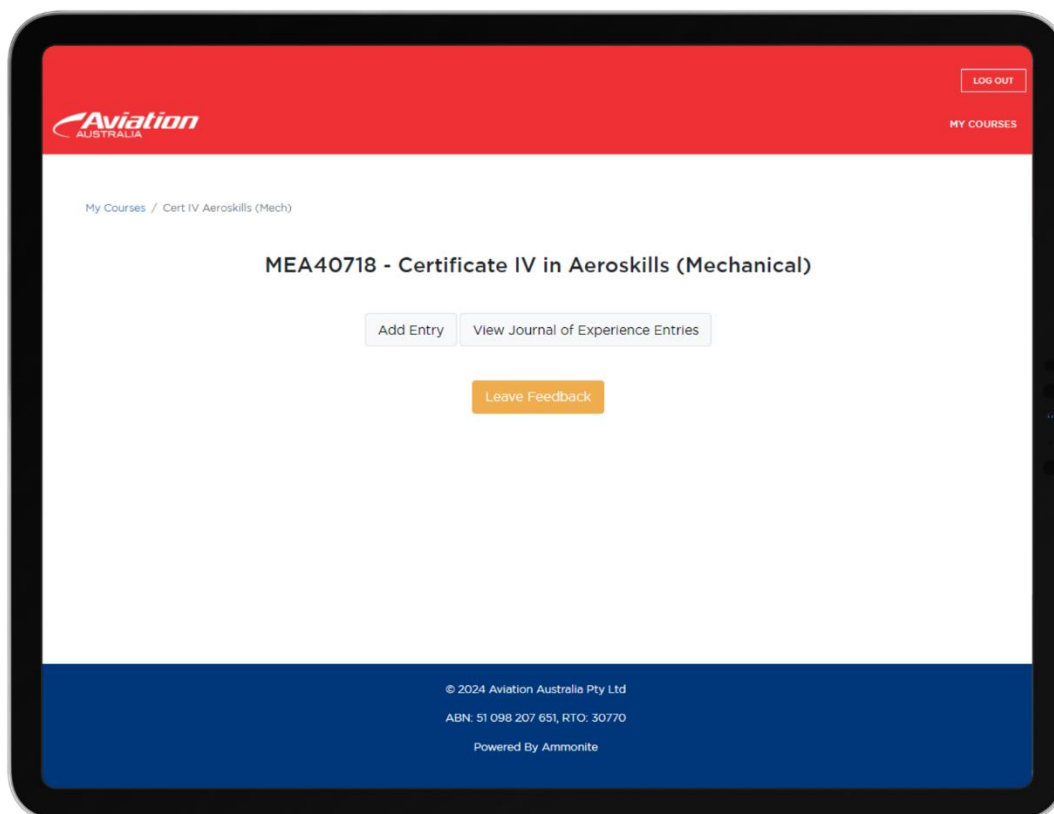 LOG OUT
Aviation
AUSTRALIA
MY COURSES
My Courses / Cert IV Aeroskills (Mech)
MEA40718 - Certificate IV in Aeroskills (Mechanical)
Add Entry
View Journal of Experience Entries
Leave Feedback
© 2024 Aviation Australia Pty Ltd
ABN: 51 098 207 651, RTO: 30770
Powered By Ammonite